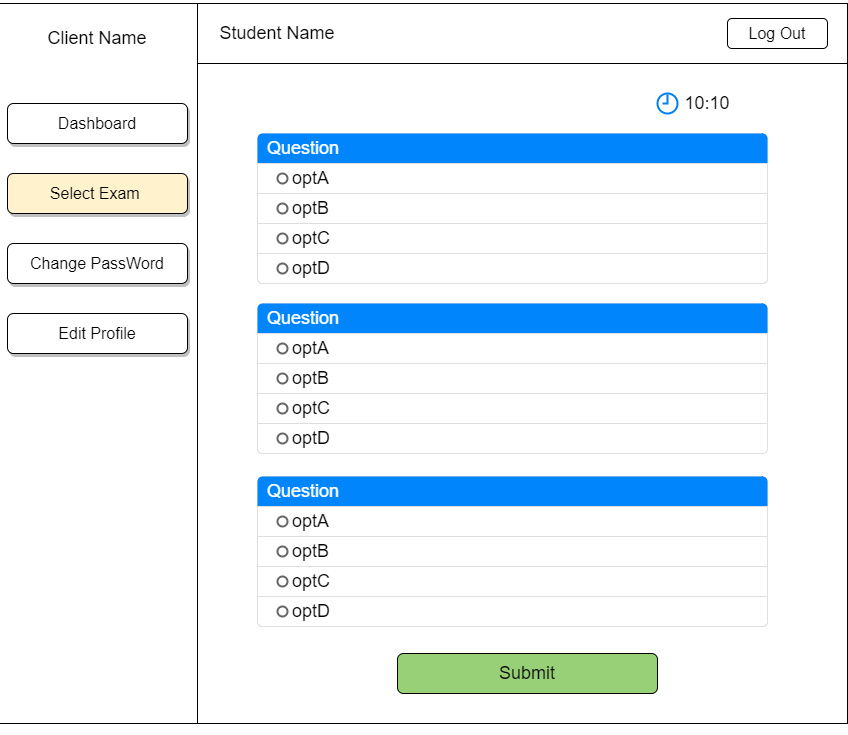 Client Name
Student Name
Log Out
Dashboard
Select Exam
Change PassWord
Edit Profile
10:10
Question
optA
optB
optC
optD
Question
optA
optB
optC
optD
Question
optA
optB
optC
optD
Submit